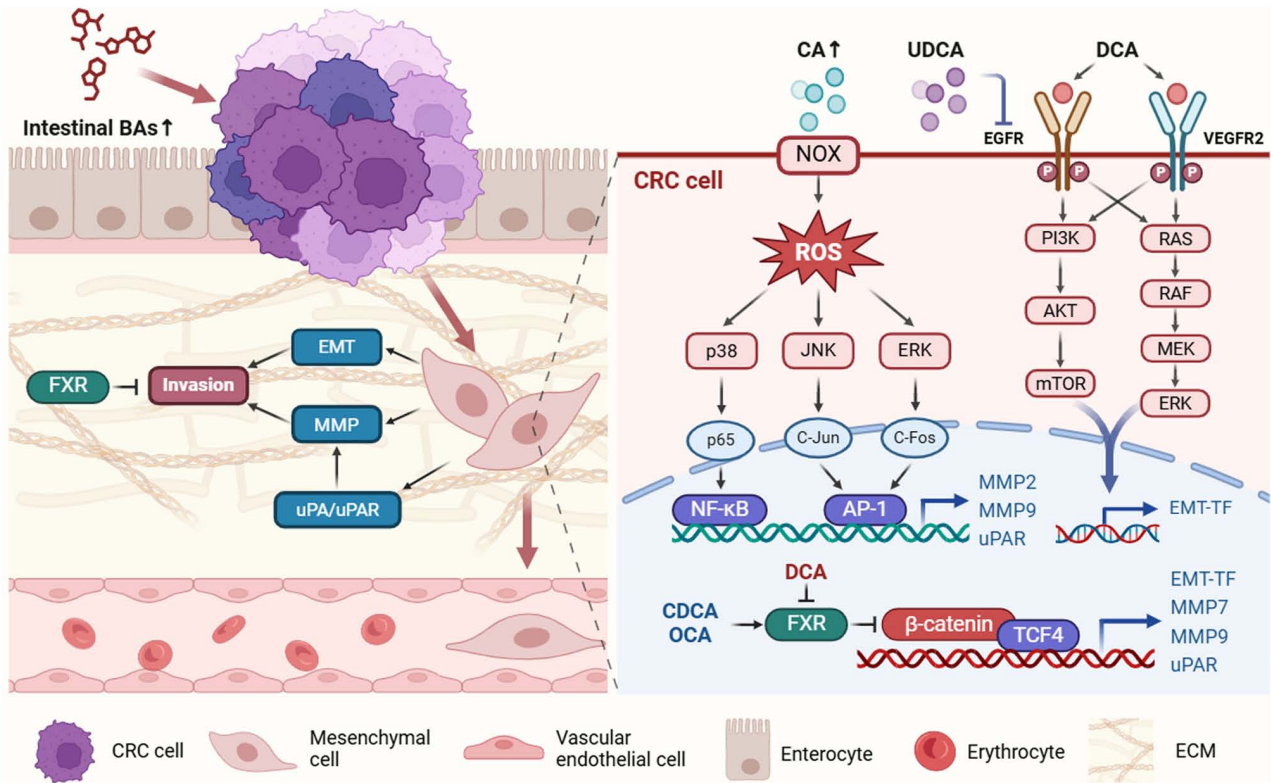 Intestinal BAs↑
EMT
FXR
Invasion
MMP
uPA/uPAR
CA↑
UDCA
DCA
EGFR
VEGFR2
NOX
CRC cell
P
P
P
P
ROS
PI3K
RAS
AKT
RAF
p38
JNK
ERK
MEK
mTOR
ERK
p65
C-Jun
C-Fos
NF-κB
AP-1
MMP2
MMP9
uPAR
EMT-TF
DCA
CDCA
OCA
FXR
β-catenin
TCF4
EMT-TF
MMP7
MMP9
uPAR
CRC cell
Mesenchymal
cell
Vascular
endothelial cell
Enterocyte
Erythrocyte
ECM